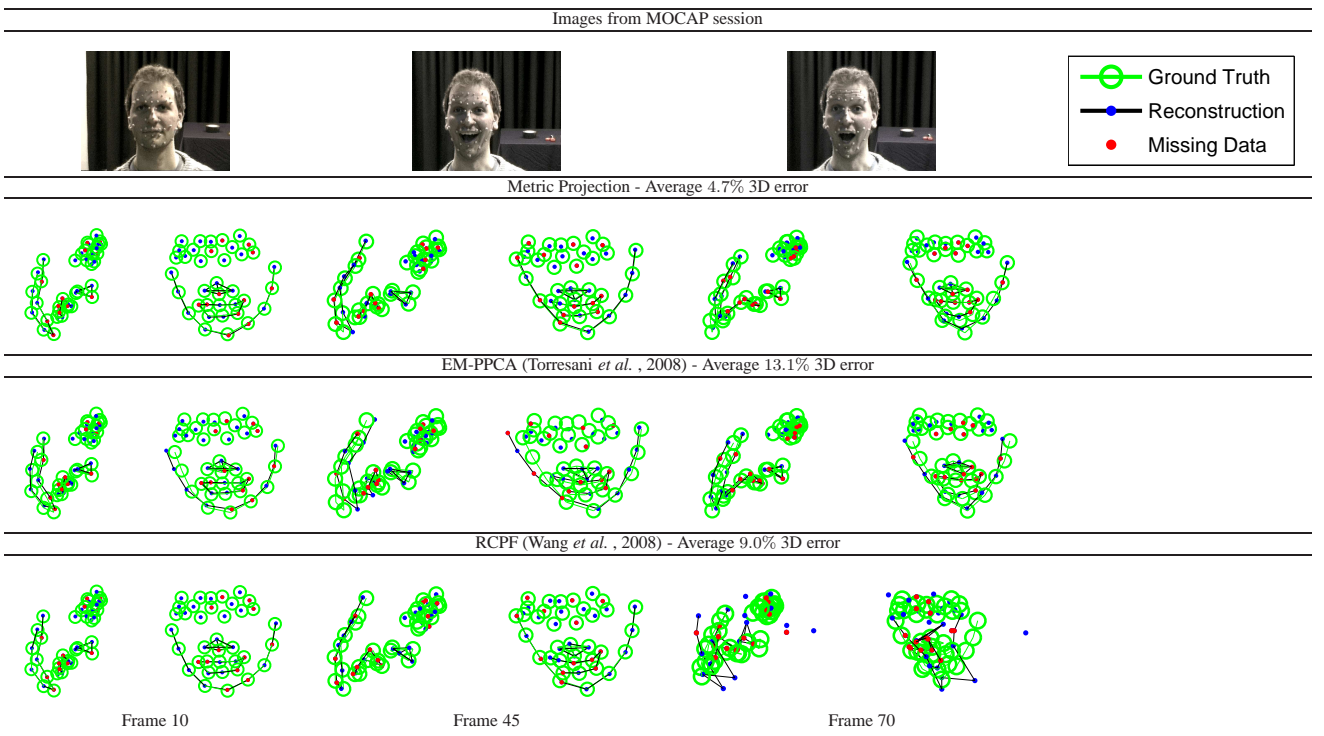 Images from MOCAP session
Ground Truth
Reconstruction
Missing Data
Metric Projection - Average 4.7% 3D error
EM-PPCA (Torresani et al. , 2008) - Average 13.1% 3D error
RCPF (Wang et al. , 2008) - Average 9.0% 3D error
Frame 10
Frame 45
Frame 70